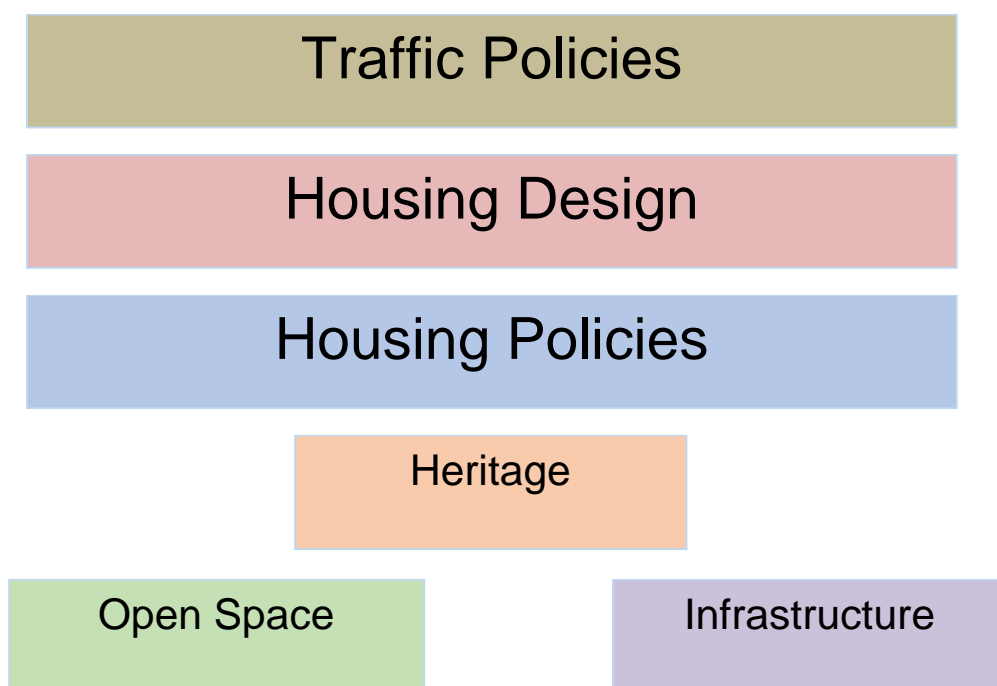 Traffic Policies
Housing Design
Housing Policies
Heritage
Open Space
Infrastructure